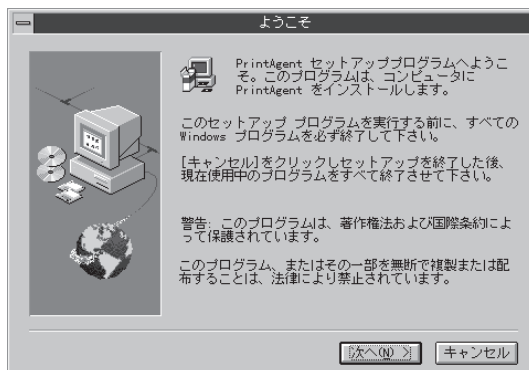 ようこそ
PrintAgent セットアッププログラムへようこ
そ。このプログラムは、コンピュータに
PrintAgent をインストールします。
このセットアップ プログラムを実行する前に、すべての
Windows プログラムを必ず終了して下さい。
[キャンセル]をクリックしセットアップを終了した後、
現在使用中のプログラムをすべて終了させて下さい。
警告: このプログラムは、著作権法および国際条約によ
って保護されています。
このプログラム、またはその一部を無断で複製または配
布することは、法律により禁止されています。
次へ(N) >
キャンセル